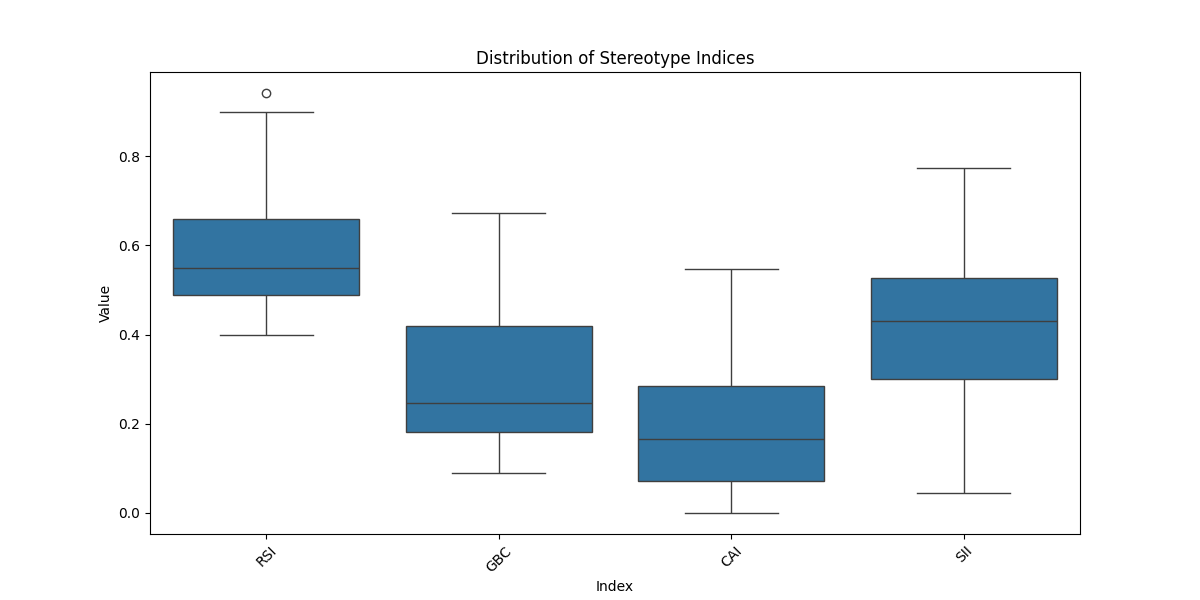 Distribution of Stereotype Indices
Value
0.8
0.6
0.4
0.2
0.0
RSI
GBC
CAI
SII
Index